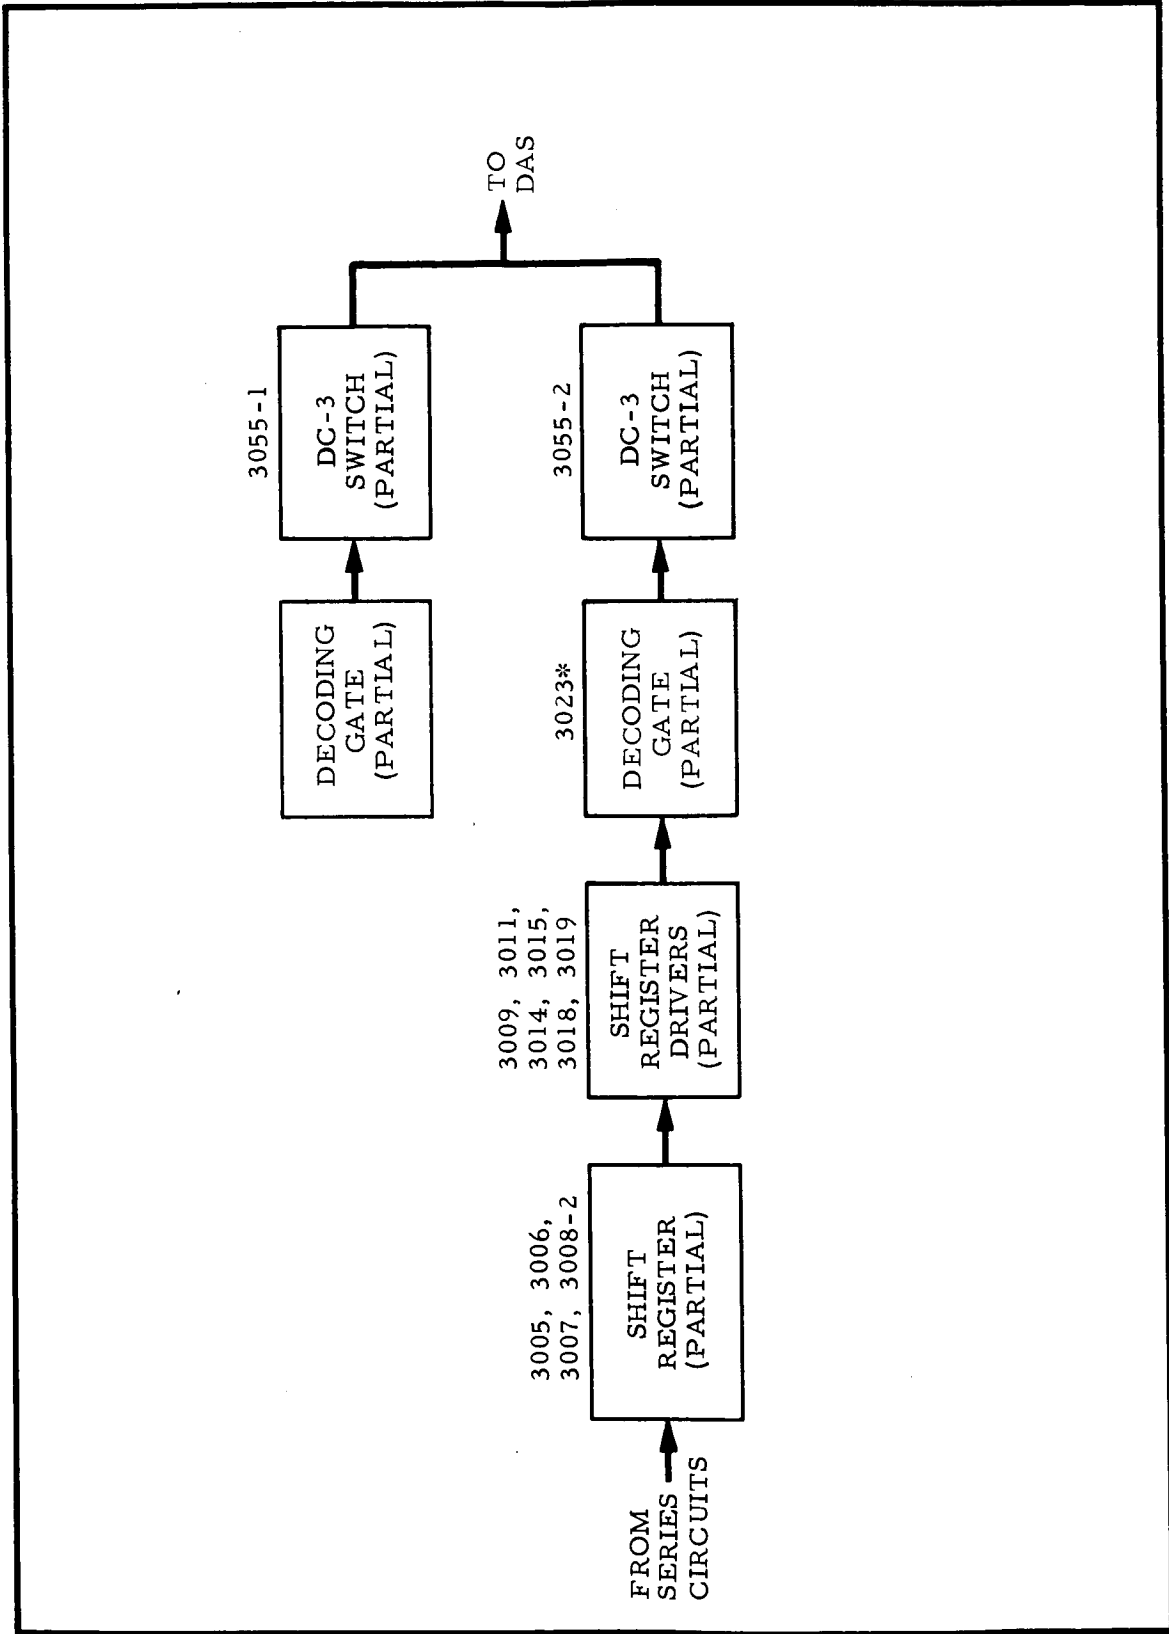 3055-1
DECODING
GATE
(PARTIAL)
DC-3
SWITCH
(PARTIAL)
TO
DAS
FROM
SERIES
CIRCUITS
3005, 3006,
3007, 3008-2
SHIFT
REGISTER
(PARTIAL)
3009, 3011,
3014, 3015,
3018, 3019
SHIFT
REGISTER
DRIVERS
(PARTIAL)
3023*
DECODING
GATE
(PARTIAL)
3055-2
DC-3
SWITCH
(PARTIAL)